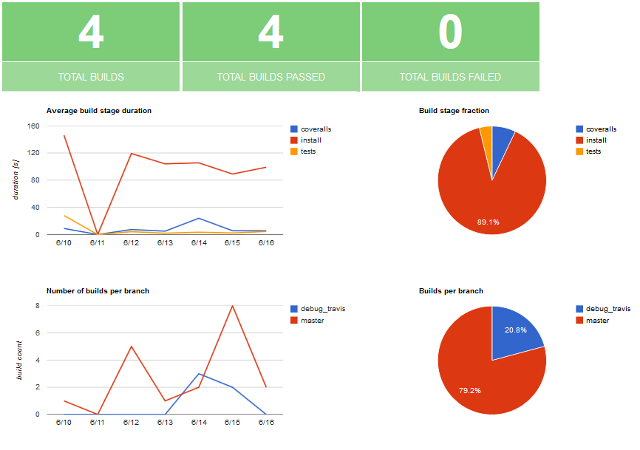 4
4
0
TOTAL BUILDS
TOTAL BUILDS PASSED
TOTAL BUILDS FAILED
Average build stage duration
duration [s]
160
120
80
40
0
6/10 6/11 6/12 6/13 6/14 6/15 6/16
coveralls
install
tests
Build stage fraction
89.1%
coveralls
install
tests
Number of builds per branch
build count
8
6
4
2
0
6/10 6/11 6/12 6/13 6/14 6/15 6/16
debug_travis
master
Builds per branch
20.8%
79.2%
debug_travis
master